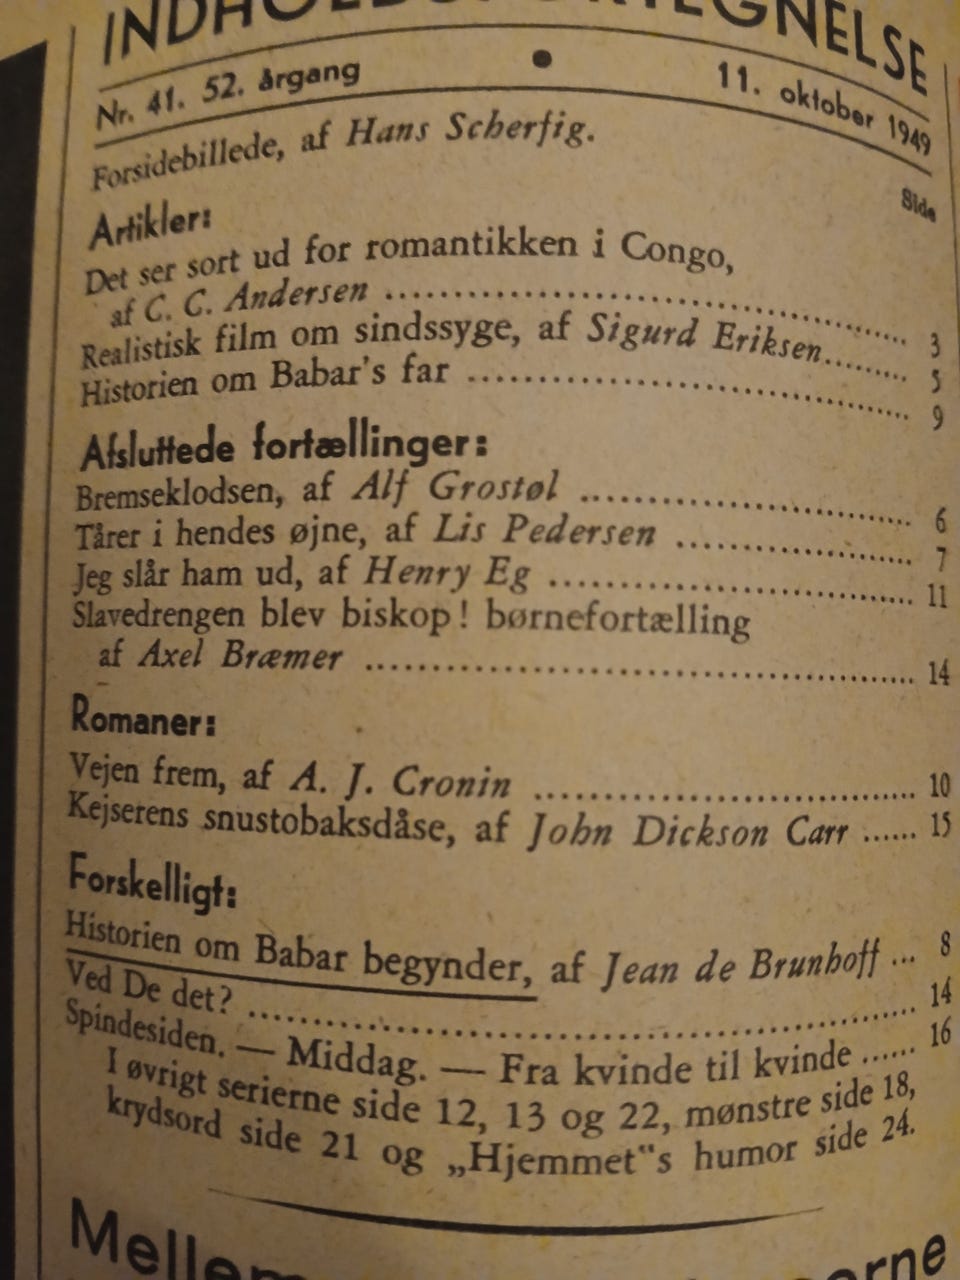 INDHOLDSFORTEGNELSE
Nr. 41. 52. årgang ● 11. oktober 1949
Forsidebillede, af Hans Scherfig.
Side
Artikler:
Det ser sort ud for romantikken i Congo,
af C. C. Andersen .......... 3
Realistisk film om sindssyge, af Sigurd Eriksen.......... 5
Historien om Babar's far .......... 9
Afsluttede fortællinger:
Bremseklodsen, af Alf Grostøl .......... 6
Tårer i hendes øjne, af Lis Pedersen .......... 7
Jeg slår ham ud, af Henry Eg .......... 11
Slavedrengen blev biskop! børnefortælling
af Axel Bræmer .......... 14
Romaner:
Vejen frem, af A. J. Cronin .......... 10
Kejserens snustobaksdåse, af John Dickson Carr ...... 15
Forskelligt:
Historien om Babar begynder, af Jean de Brunhoff ... 8
Ved De det? .......... 14
Spindesiden. — Middag. — Fra kvinde til kvinde ...... 16
I øvrigt serierne side 12, 13 og 22, mønstre side 18,
krydsord side 21 og „Hjemmet"s humor side 24.